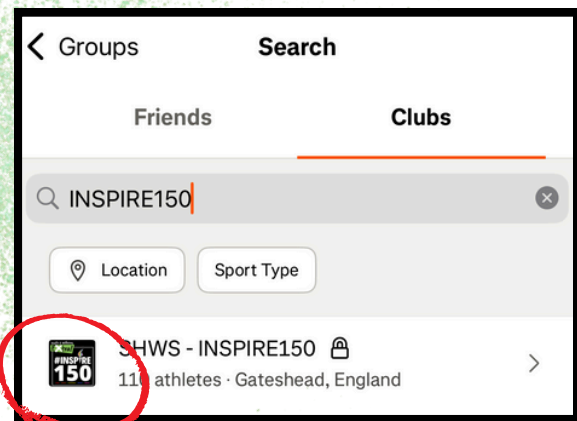 Groups
Search
Friends
Clubs
INSPIRE150
Location
Sport Type
#INSPIRE
150
SHWS - INSPIRE150
athletes · Gateshead, England